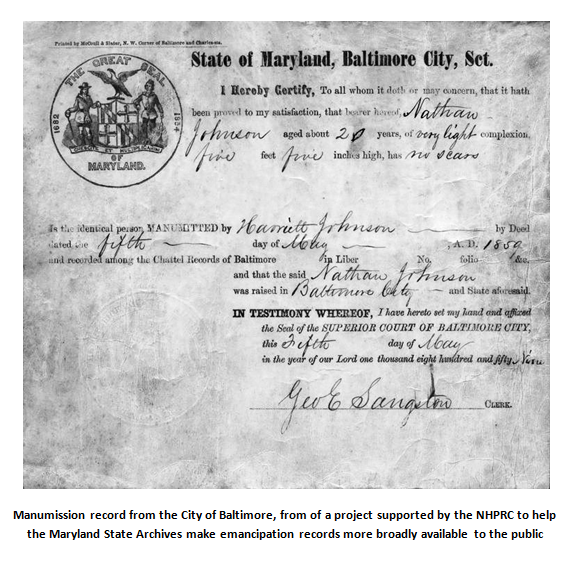 Printed by & Slater, N. W. Corner of Baltimore and Charles-sts.
THE GREAT SEAL
OF
MARYLAND.
State of Maryland, Baltimore City, Sct.
I Hereby Certify, To all whom it doth or may concern, that it hath
been proved to my satisfaction, that bearer hereof, Nathan
Johnson aged about 20 years, of very light complexion,
five feet five inches high, has no scars
Is the identical person MANUMITTED by Harriett Johnson by Deed
dated the fifth day of May A. D. 1859
and recorded among the Chattel Records of Baltimore in Liber No. folio &c.
and that the said Nathan Johnson
was raised in Baltimore City and State aforesaid.
IN TESTIMONY WHEREOF, I have hereto set my hand and affixed
the Seal of the SUPERIOR COURT OF BALTIMORE CITY,
this Fifth day of May
in the year of our Lord one thousand eight hundred and fifty Nine
Geo E Sangston CLERK.
Manumission record from the City of Baltimore, from of a project supported by the NHPRC to help
the Maryland State Archives make emancipation records more broadly available to the public